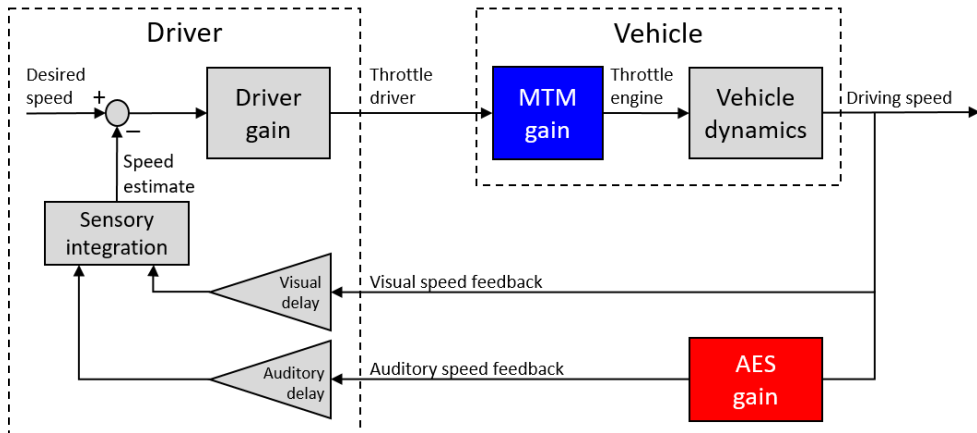 Driver
Vehicle
Desired
speed
+
−
Driver
gain
Throttle
driver
MTM
gain
Throttle
engine
Vehicle
dynamics
Driving speed
Speed
estimate
Sensory
integration
Visual
delay
Visual speed feedback
Auditory
delay
Auditory speed feedback
AES
gain